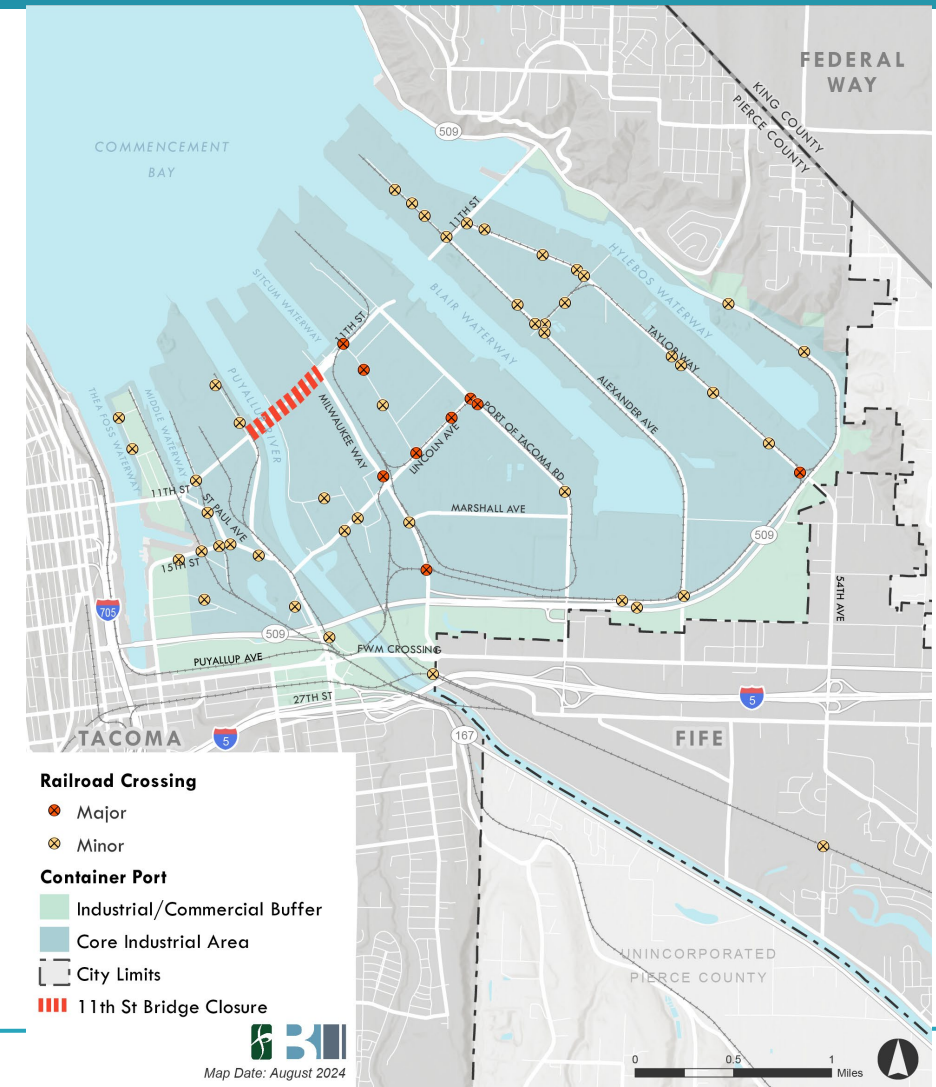 FEDERAL
WAY
KING COUNTY
PIERCE COUNTY
509
COMMENCEMENT
BAY
11TH ST
HYLEBOS WATERWAY
SITCUM WATERWAY
BLAIR WATERWAY
11TH ST
TAYLOR WAY
PUYALLUP RIVER
MIDDLE WATERWAY
THEA FOSS WATERWAY
MILWAUKEE WAY
ALEXANDER AVE
PORT OF TACOMA RD
LINCOLN AVE
11TH ST
ST PAUL AVE
MARSHALL AVE
509
15TH ST
54TH AVE
705
509
FWM CROSSING
PUYALLUP AVE
27TH ST
5
TACOMA
5
167
FIFE
Railroad Crossing
Major
Minor
Container Port
Industrial/Commercial Buffer
Core Industrial Area
City Limits
11th St Bridge Closure
UNINCORPORATED
PIERCE COUNTY
Map Date: August 2024
0 0.5 1
Miles